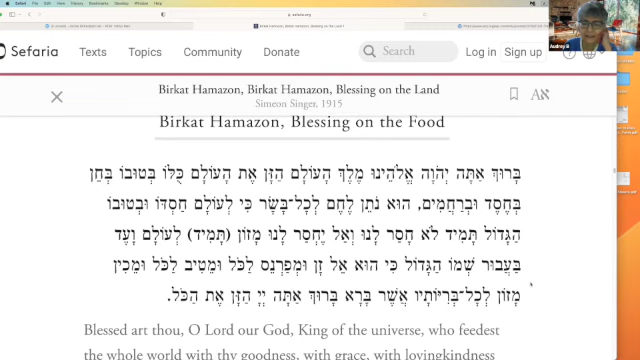 sefaria.org
Audrey B
Sefaria
Texts
Topics
Community
Donate
Search
Log in
Sign up
Birkat Hamazon, Birkat Hamazon, Blessing on the Land
Simeon Singer, 1915
Birkat Hamazon, Blessing on the Food
בָּרוּךְ אַתָּה יְהֹוָה אֱלֹהֵינוּ מֶלֶךְ הָעוֹלָם הַזָּן אֶת הָעוֹלָם כֻּלּוֹ בְּטוּבוֹ בְּחֵן
בְּחֶסֶד וּבְרַחֲמִים, הוּא נֹתֵן לֶחֶם לְכׇל־בָּשָׂר כִּי לְעוֹלָם חַסְדּוֹ וּבְטוּבוֹ
הַגָּדוֹל תָּמִיד לֹא חָסַר לָנוּ וְאַל יֶחְסַר לָנוּ מָזוֹן (תָּמִיד) לְעוֹלָם וָעֶד
בַּעֲבוּר שְׁמוֹ הַגָּדוֹל כִּי הוּא אֵל זָן וּמְפַרְנֵס לַכֹּל וּמֵטִיב לַכֹּל וּמֵכִין
מָזוֹן לְכׇל־בְּרִיּוֹתָיו אֲשֶׁר בָּרָא בָּרוּךְ אַתָּה יְיָ הַזָּן אֶת הַכֹּל.
Blessed art thou, O Lord our God, King of the universe, who feedest
the whole world with thy goodness, with grace, with lovingkindness